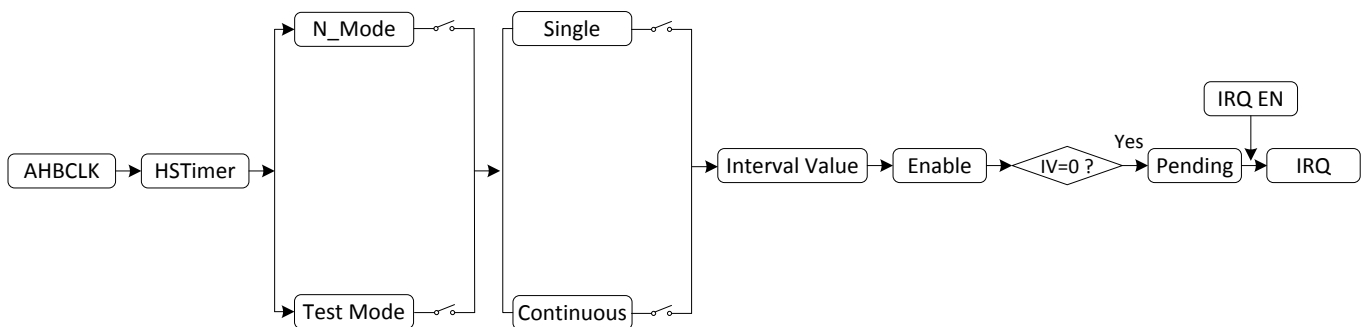 N_Mode
Single
IRQ EN
Yes
AHBCLK
HSTimer
Interval Value
Enable
IV=0 ?
Pending
IRQ
Test Mode
Continuous